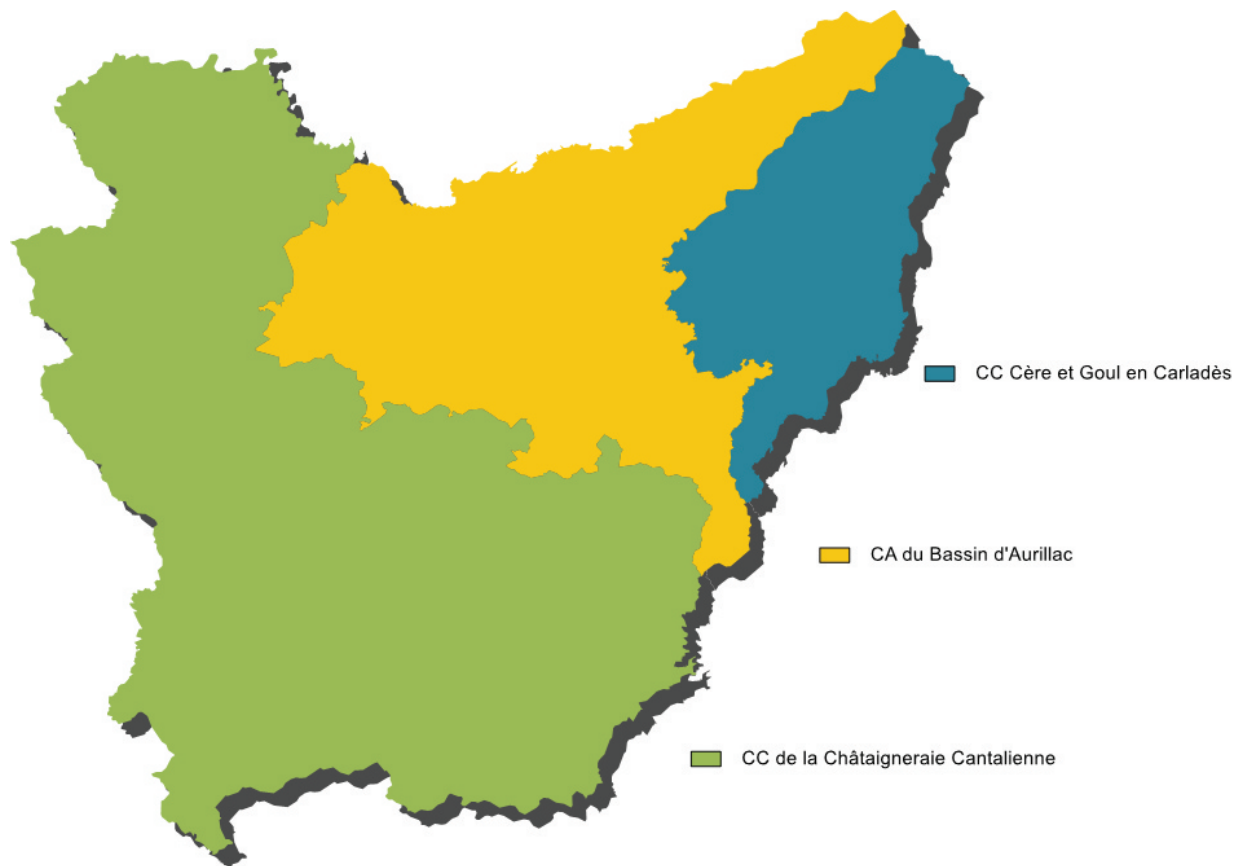 CC Cère et Goul en Carladès
CA du Bassin d'Aurillac
CC de la Châtaigneraie Cantalienne